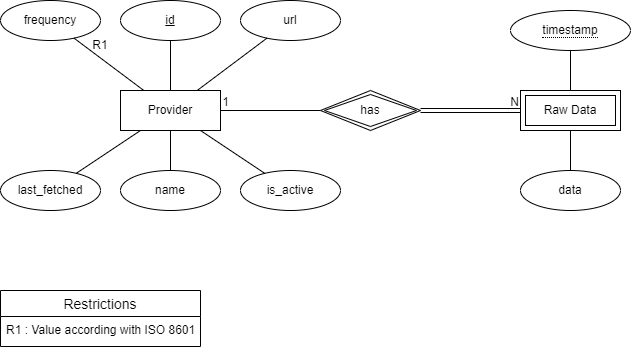 frequency
id
url
timestamp
R1
Provider
1
has
N
Raw Data
last_fetched
name
is_active
data
Restrictions
R1 : Value according with ISO 8601